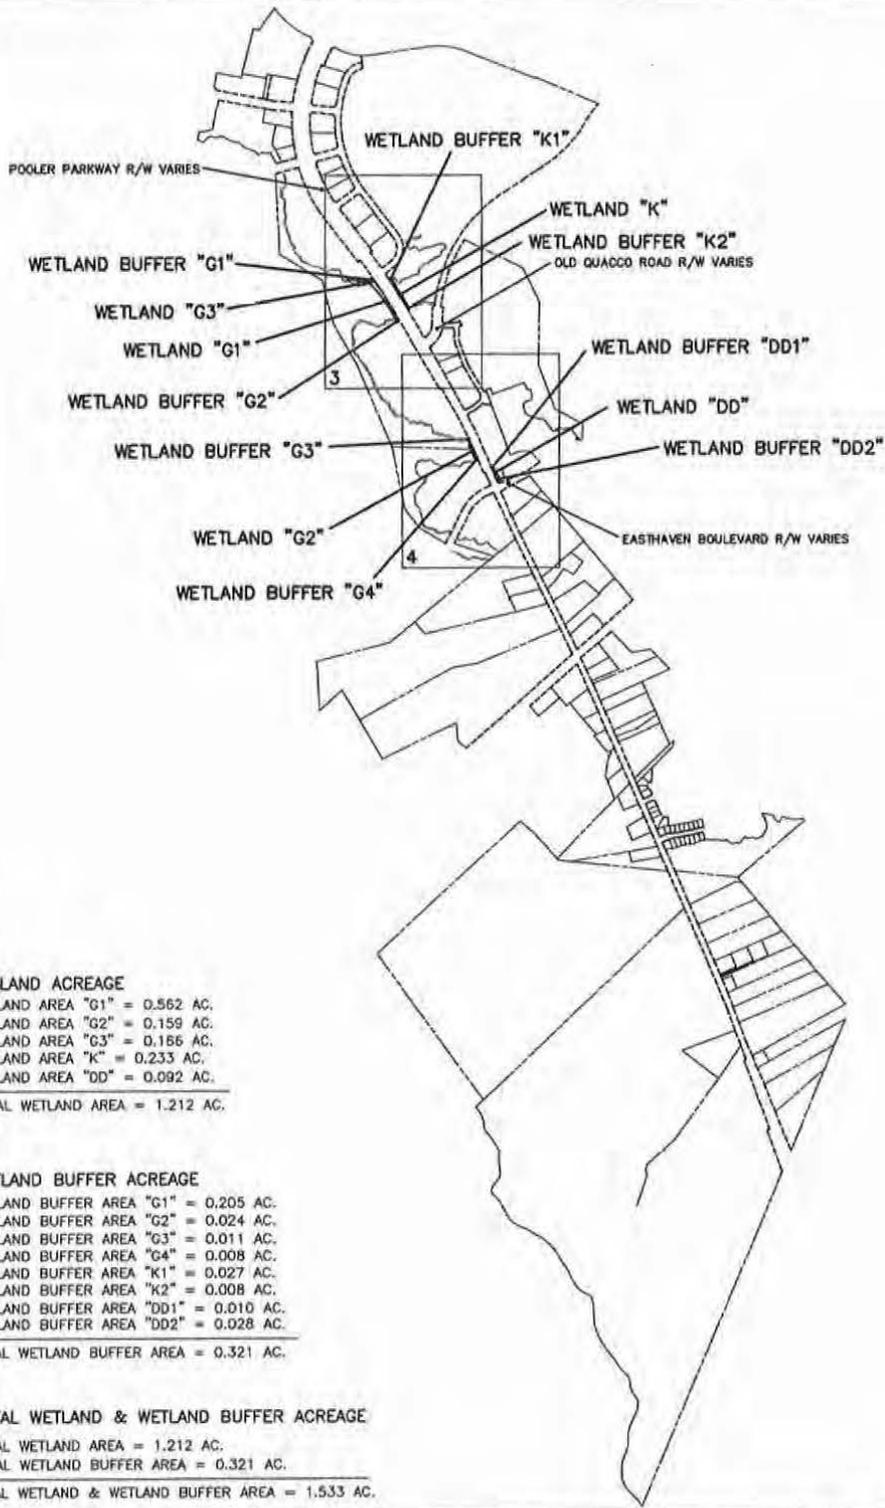 WETLAND BUFFER "K1"
POOLER PARKWAY R/W VARIES
WETLAND "K"
WETLAND BUFFER "K2"
OLD QUACCO ROAD R/W VARIES
WETLAND BUFFER "G1"
WETLAND "G3"
WETLAND "G1"
WETLAND BUFFER "DD1"
3
WETLAND BUFFER "G2"
WETLAND "DD"
WETLAND BUFFER "G3"
WETLAND BUFFER "DD2"
WETLAND "G2"
EASTHAVEN BOULEVARD R/W VARIES
4
WETLAND BUFFER "G4"
LAND ACREAGE
LAND AREA "G1" = 0.562 AC.
LAND AREA "G2" = 0.159 AC.
LAND AREA "G3" = 0.166 AC.
LAND AREA "K" = 0.233 AC.
LAND AREA "DD" = 0.092 AC.
AL WETLAND AREA = 1.212 AC.
TLAND BUFFER ACREAGE
LAND BUFFER AREA "G1" = 0.205 AC.
LAND BUFFER AREA "G2" = 0.024 AC.
LAND BUFFER AREA "G3" = 0.011 AC.
LAND BUFFER AREA "G4" = 0.008 AC.
LAND BUFFER AREA "K1" = 0.027 AC.
LAND BUFFER AREA "K2" = 0.008 AC.
LAND BUFFER AREA "DD1" = 0.010 AC.
LAND BUFFER AREA "DD2" = 0.028 AC.
AL WETLAND BUFFER AREA = 0.321 AC.
TAL WETLAND & WETLAND BUFFER ACREAGE
AL WETLAND AREA = 1.212 AC.
AL WETLAND BUFFER AREA = 0.321 AC.
AL WETLAND & WETLAND BUFFER AREA = 1.533 AC.